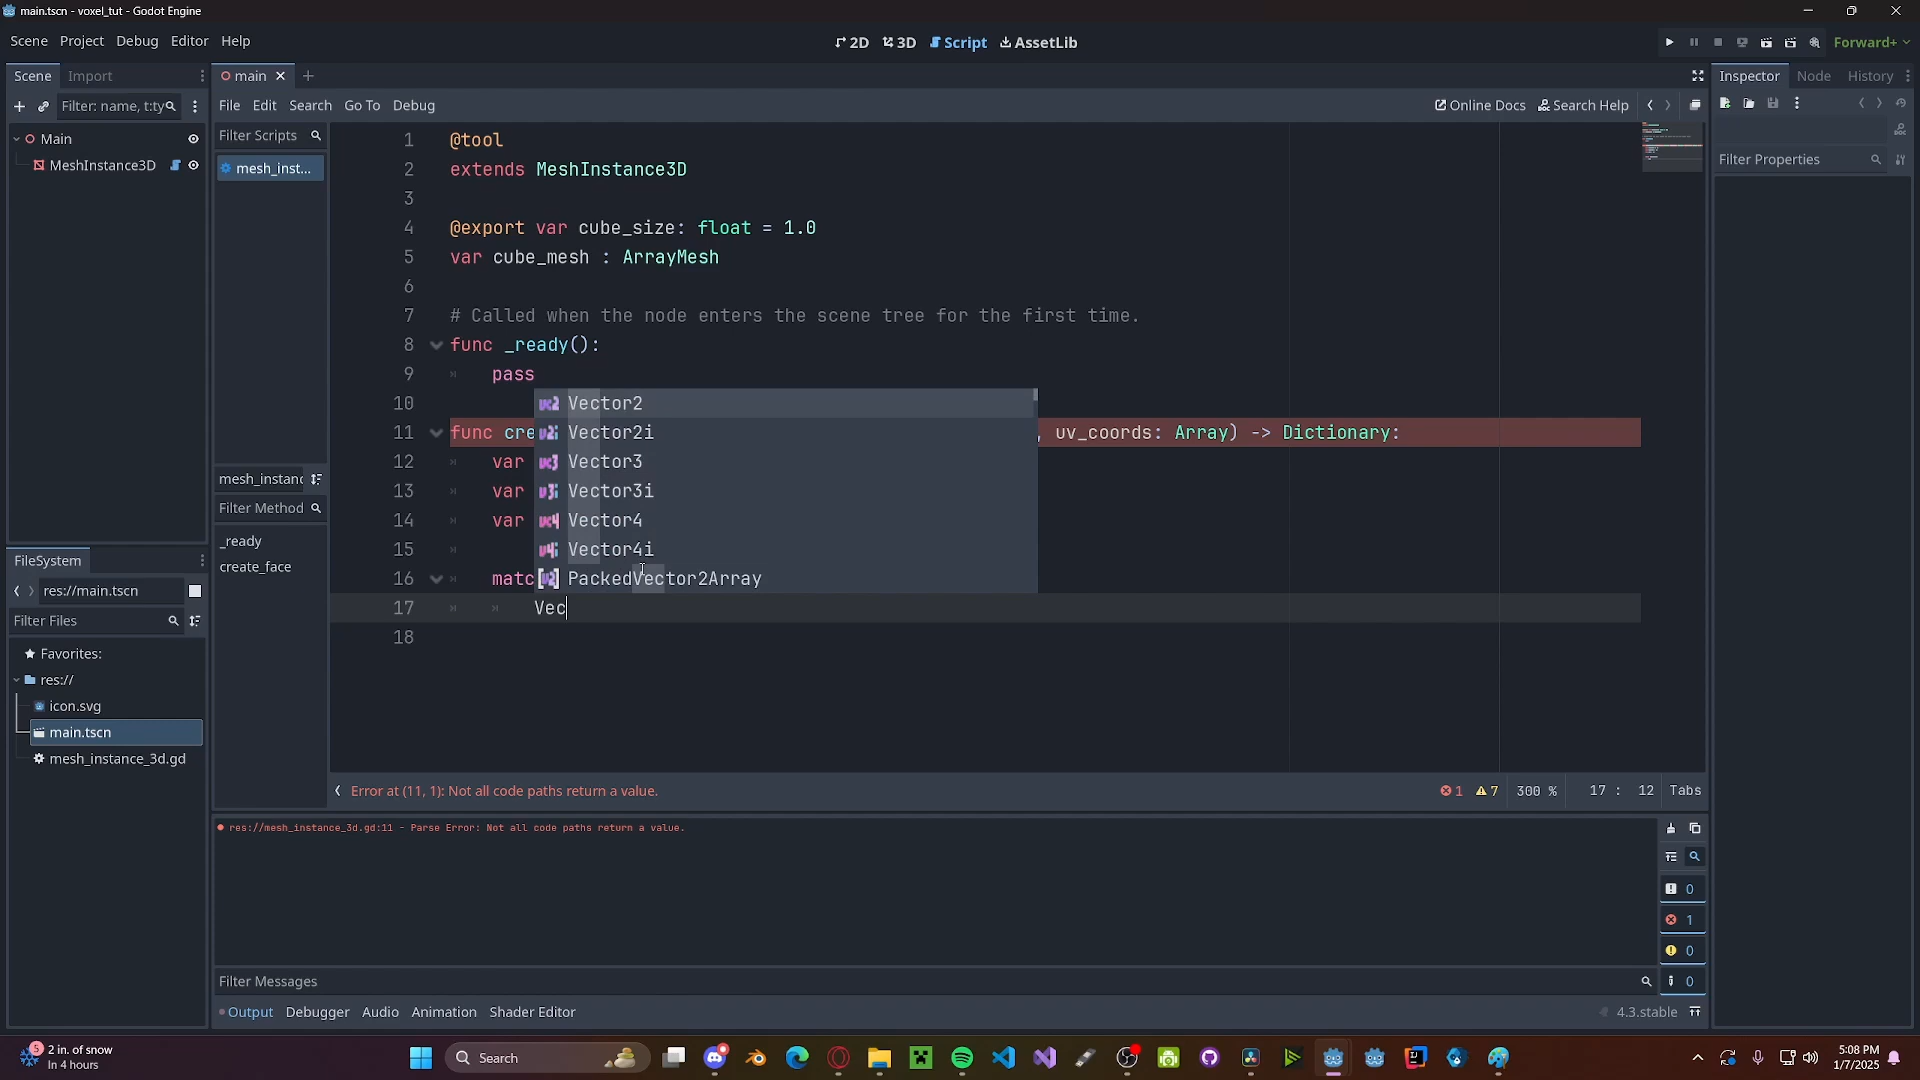 main.tscn - voxel_tut - Godot Engine
Scene Project Debug Editor Help
2D 3D Script AssetLib
Forward+
Scene Import
main
Inspector Node History
Filter: name, t:ty
File Edit Search Go To Debug
Online Docs Search Help
Main
MeshInstance3D
Filter Scripts
mesh_inst...
Filter Properties
1 @tool
2 extends MeshInstance3D
3
4 @export var cube_size: float = 1.0
5 var cube_mesh : ArrayMesh
6
7 # Called when the node enters the scene tree for the first time.
8 func _ready():
9 pass
10
11 func cre , uv_coords: Array) -> Dictionary:
12 var
13 var
14 var
15
16 matc
17 Vec
18
Vector2
Vector2i
Vector3
Vector3i
Vector4
Vector4i
PackedVector2Array
mesh_instanc
Filter Method
_ready
create_face
FileSystem
res://main.tscn
Filter Files
Favorites:
res://
icon.svg
main.tscn
mesh_instance_3d.gd
Error at (11, 1): Not all code paths return a value.
1 7 300 % 17 : 12 Tabs
res://mesh_instance_3d.gd:11 - Parse Error: Not all code paths return a value.
0
1
0
0
Filter Messages
Output Debugger Audio Animation Shader Editor
4.3.stable
5
2 in. of snow
In 4 hours
Search
5:08 PM
1/7/2025